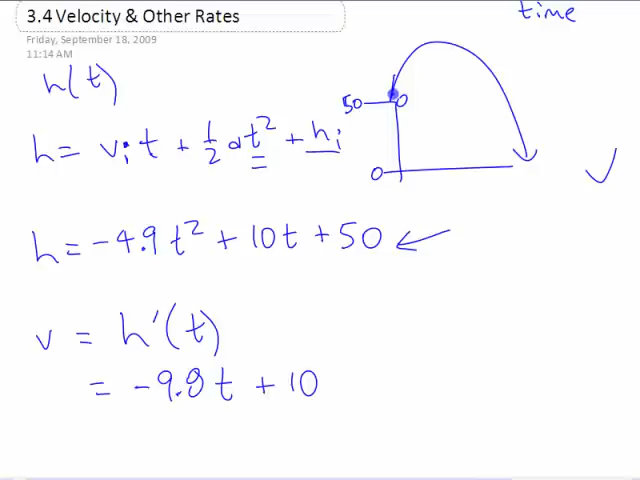 3.4 Velocity & Other Rates
time
Friday, September 18, 2009
11:14 AM
h(t)
50
0
h = vᵢt + ½at² + hᵢ
0
V
h = -4.9t² + 10t + 50
v = h'(t)
= -9.8t + 10